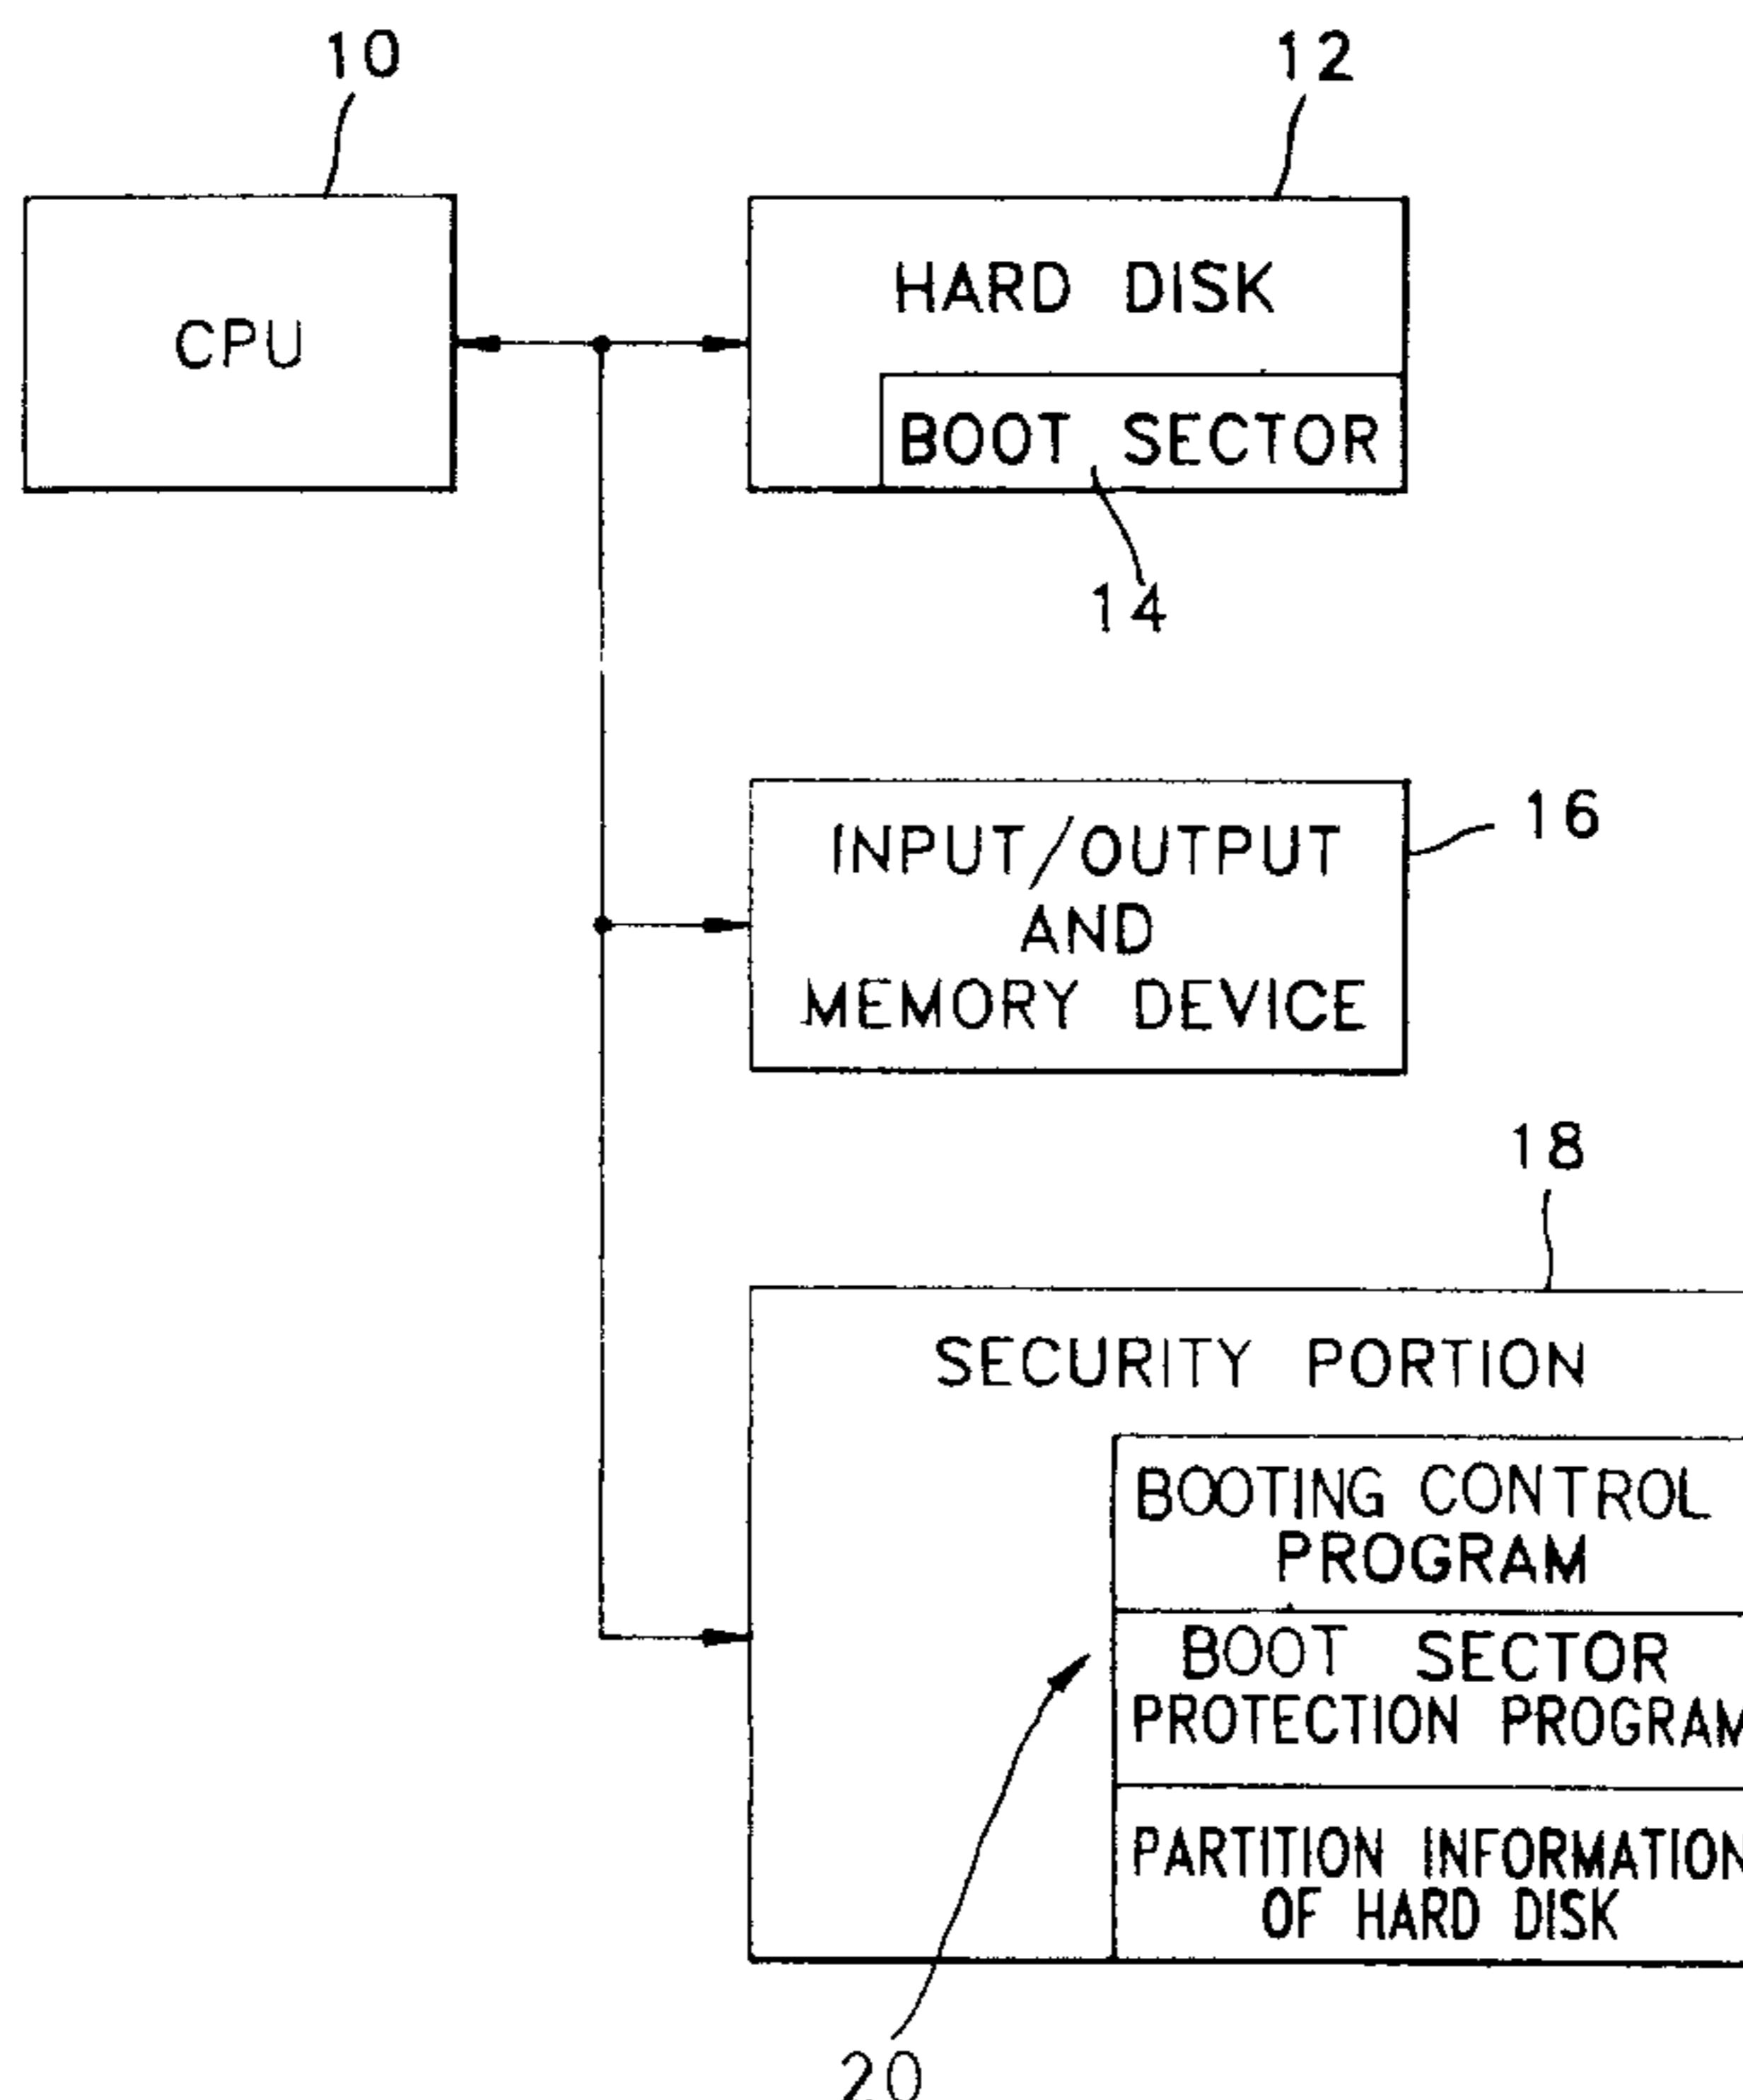 10
12
CPU
HARD DISK
BOOT SECTOR
14
INPUT/OUTPUT
AND
MEMORY DEVICE
16
18
SECURITY PORTION
BOOTING CONTROL
PROGRAM
BOOT SECTOR
PROTECTION PROGRAM
PARTITION INFORMATION
OF HARD DISK
20